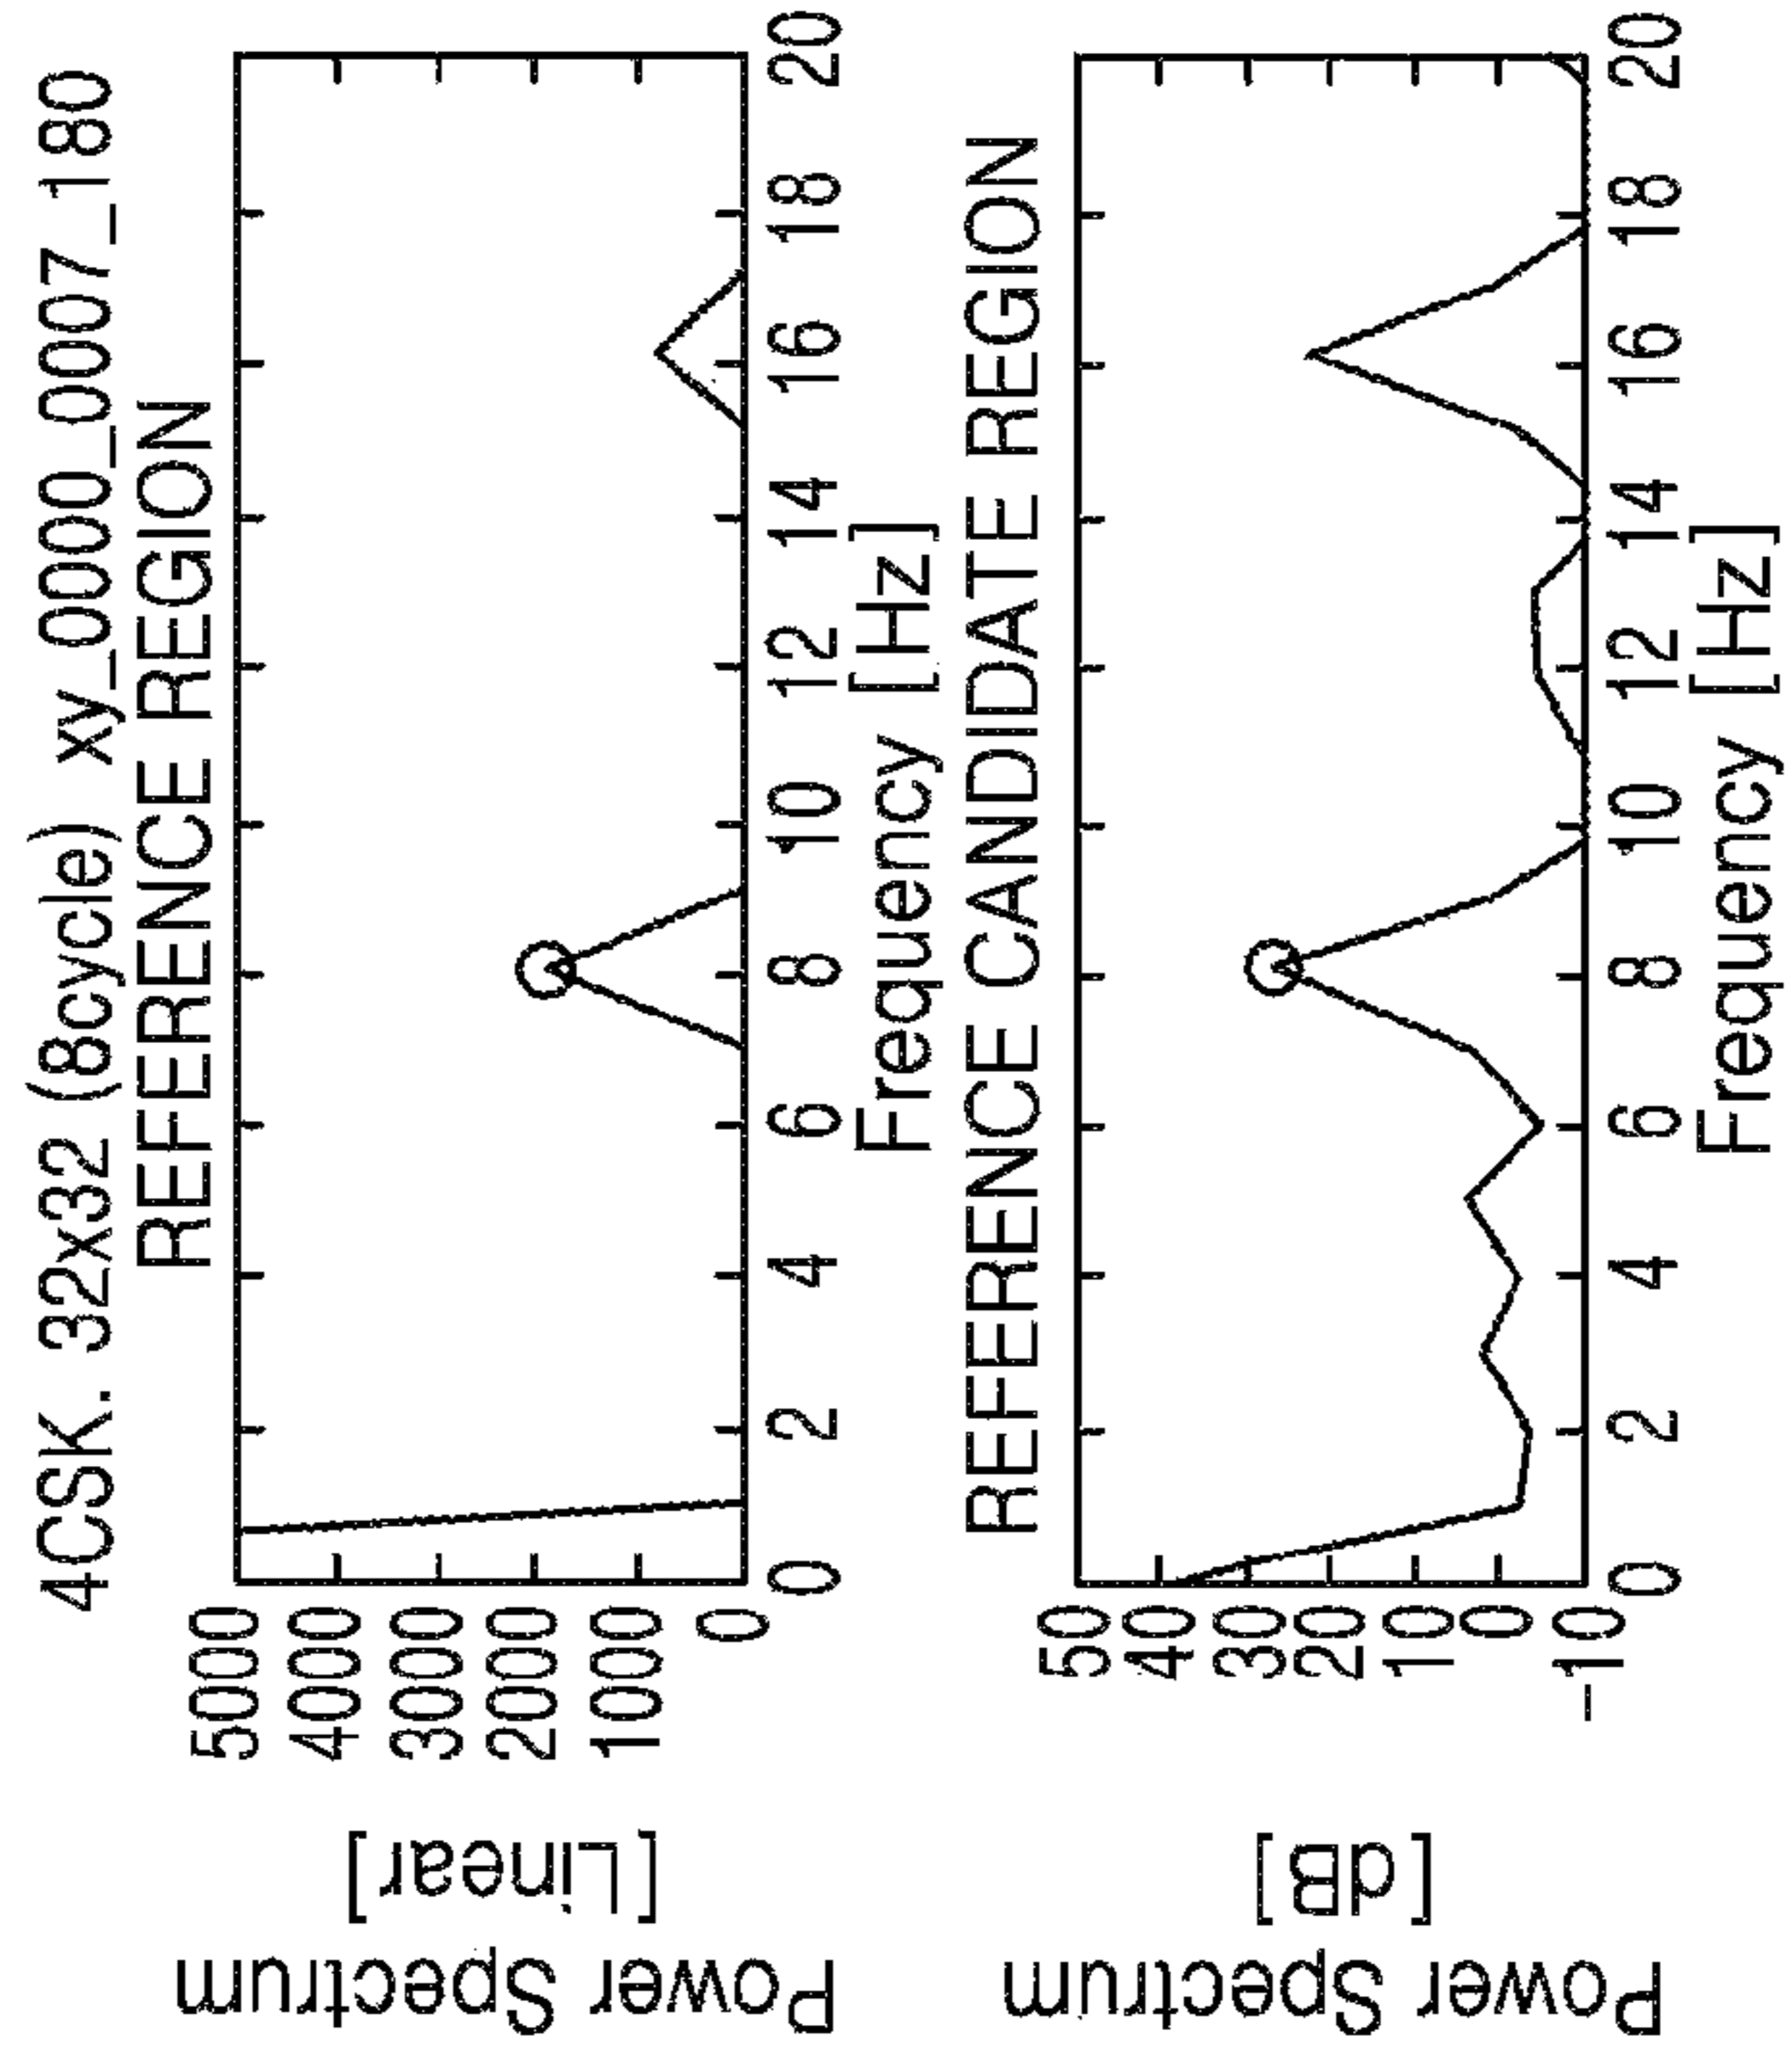 4CSK. 32x32 (8cycle) xy_0000_0007_180
REFERENCE REGION
Power Spectrum
[Linear]
5000
4000
3000
2000
1000
0
0 2 4 6 8 10 12 14 16 18 20
Frequency [Hz]
REFERENCE CANDIDATE REGION
Power Spectrum
[dB]
50
40
30
20
10
0
-10
0 2 4 6 8 10 12 14 16 18 20
Frequency [Hz]